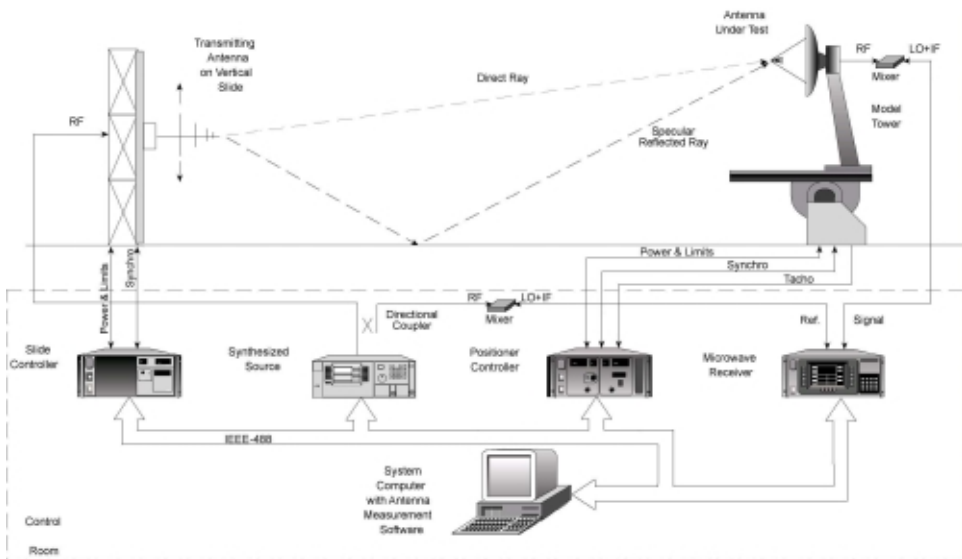 Transmitting
Antenna
on Vertical
Slide
Antenna
Under Test
RF
LO+IF
Mixer
Direct Ray
Model
Tower
RF
Specular
Reflected Ray
Power & Limits
Synchro
Power & Limits
Synchro
Tacho
RF
LO+IF
Mixer
Directional
Coupler
Ref.
Signal
Slide
Controller
Synthesized
Source
Positioner
Controller
Microwave
Receiver
IEEE-488
System
Computer
with Antenna
Measurement
Software
Control
Room